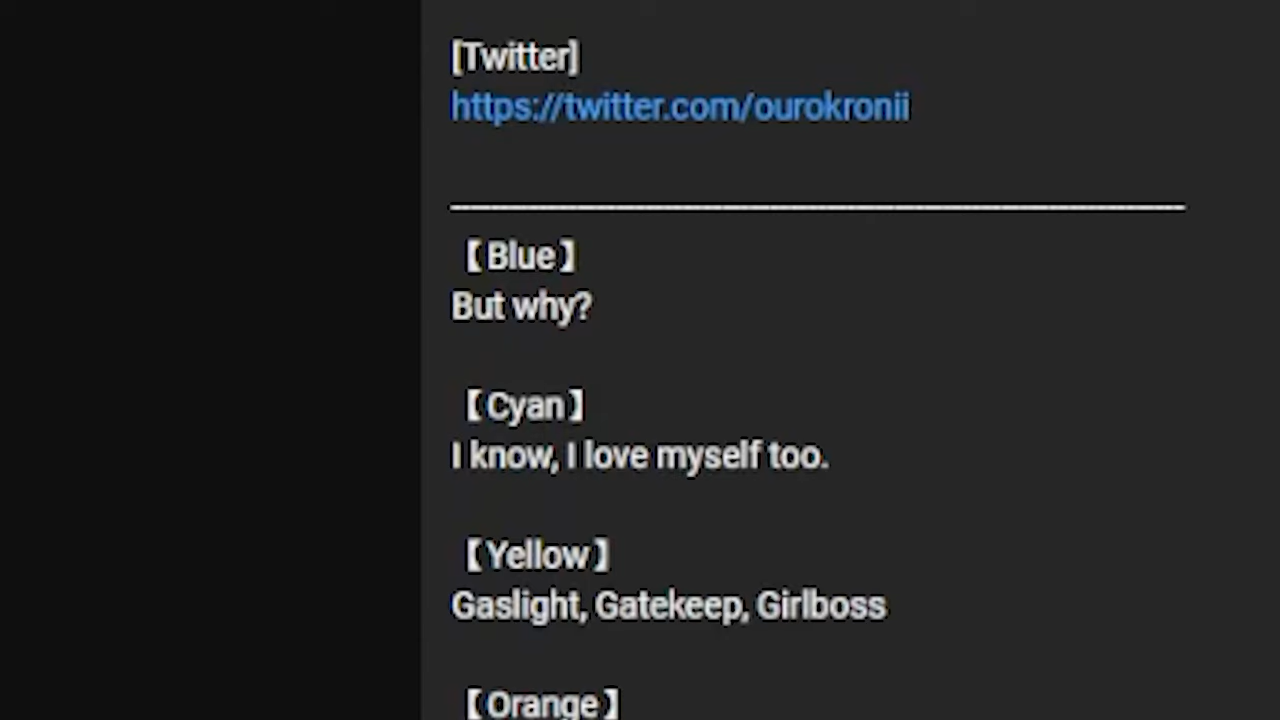 [Twitter]
https://twitter.com/ourokronii
【Blue】
But why?
【Cyan】
I know, I love myself too.
【Yellow】
Gaslight, Gatekeep, Girlboss
【Orange】